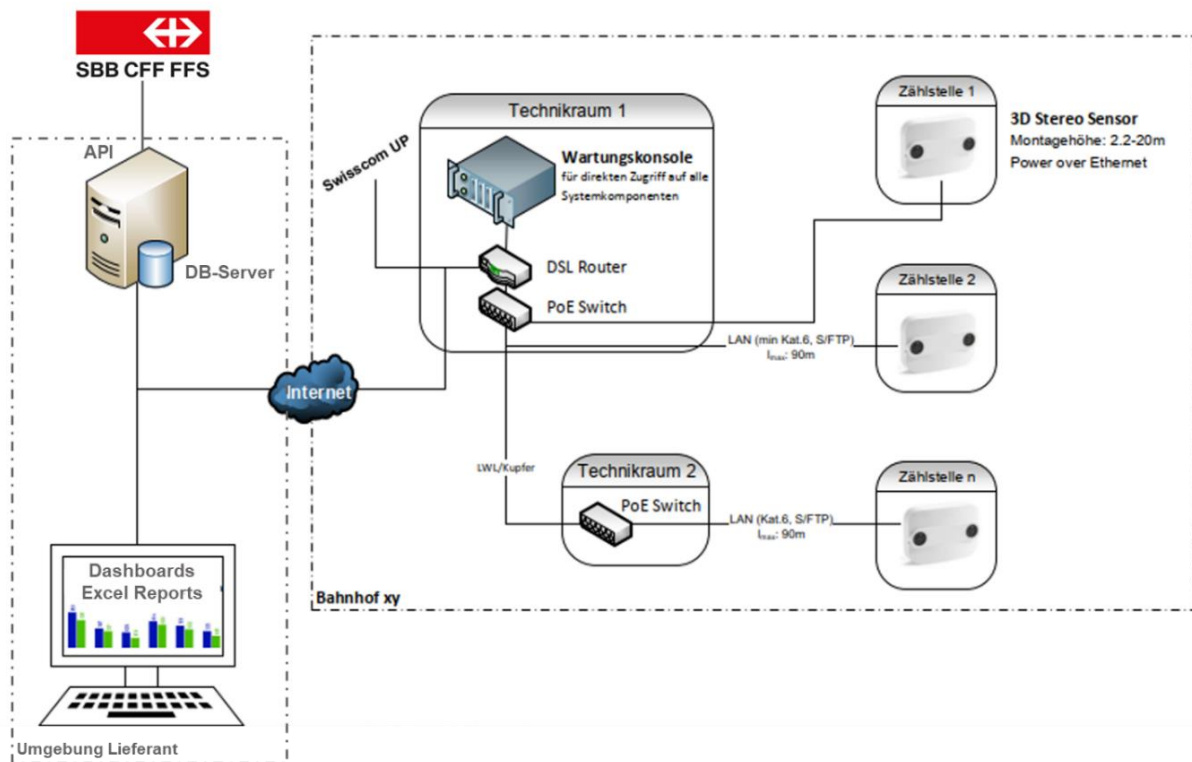 SBB CFF FFS
API
DB-Server
Internet
Dashboards
Excel Reports
Umgebung Lieferant
Technikraum 1
Swisscom UP
Wartungskonsole
für direkten Zugriff auf alle
Systemkomponenten
DSL Router
PoE Switch
Zählstelle 1
3D Stereo Sensor
Montagehöhe: 2.2-20m
Power over Ethernet
Zählstelle 2
LAN (min Kat.6, S/FTP)
lmax: 90m
LWL/Kupfer
Technikraum 2
PoE Switch
Zählstelle n
LAN (Kat.6, S/FTP)
lmax: 90m
Bahnhof xy